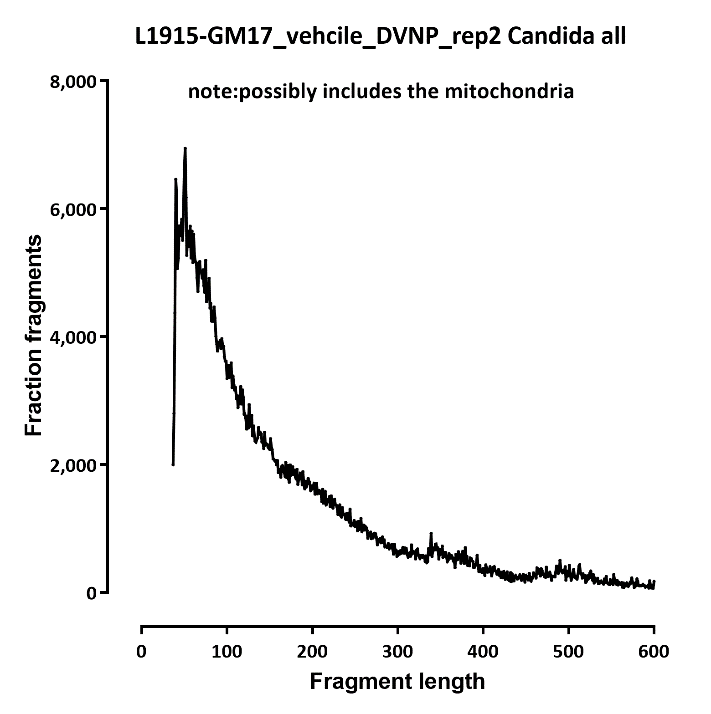 L1915-GM17_vehcile_DVNP_rep2 Candida all
note:possibly includes the mitochondria
8,000
6,000
4,000
2,000
0
Fraction fragments
0 100 200 300 400 500 600
Fragment length